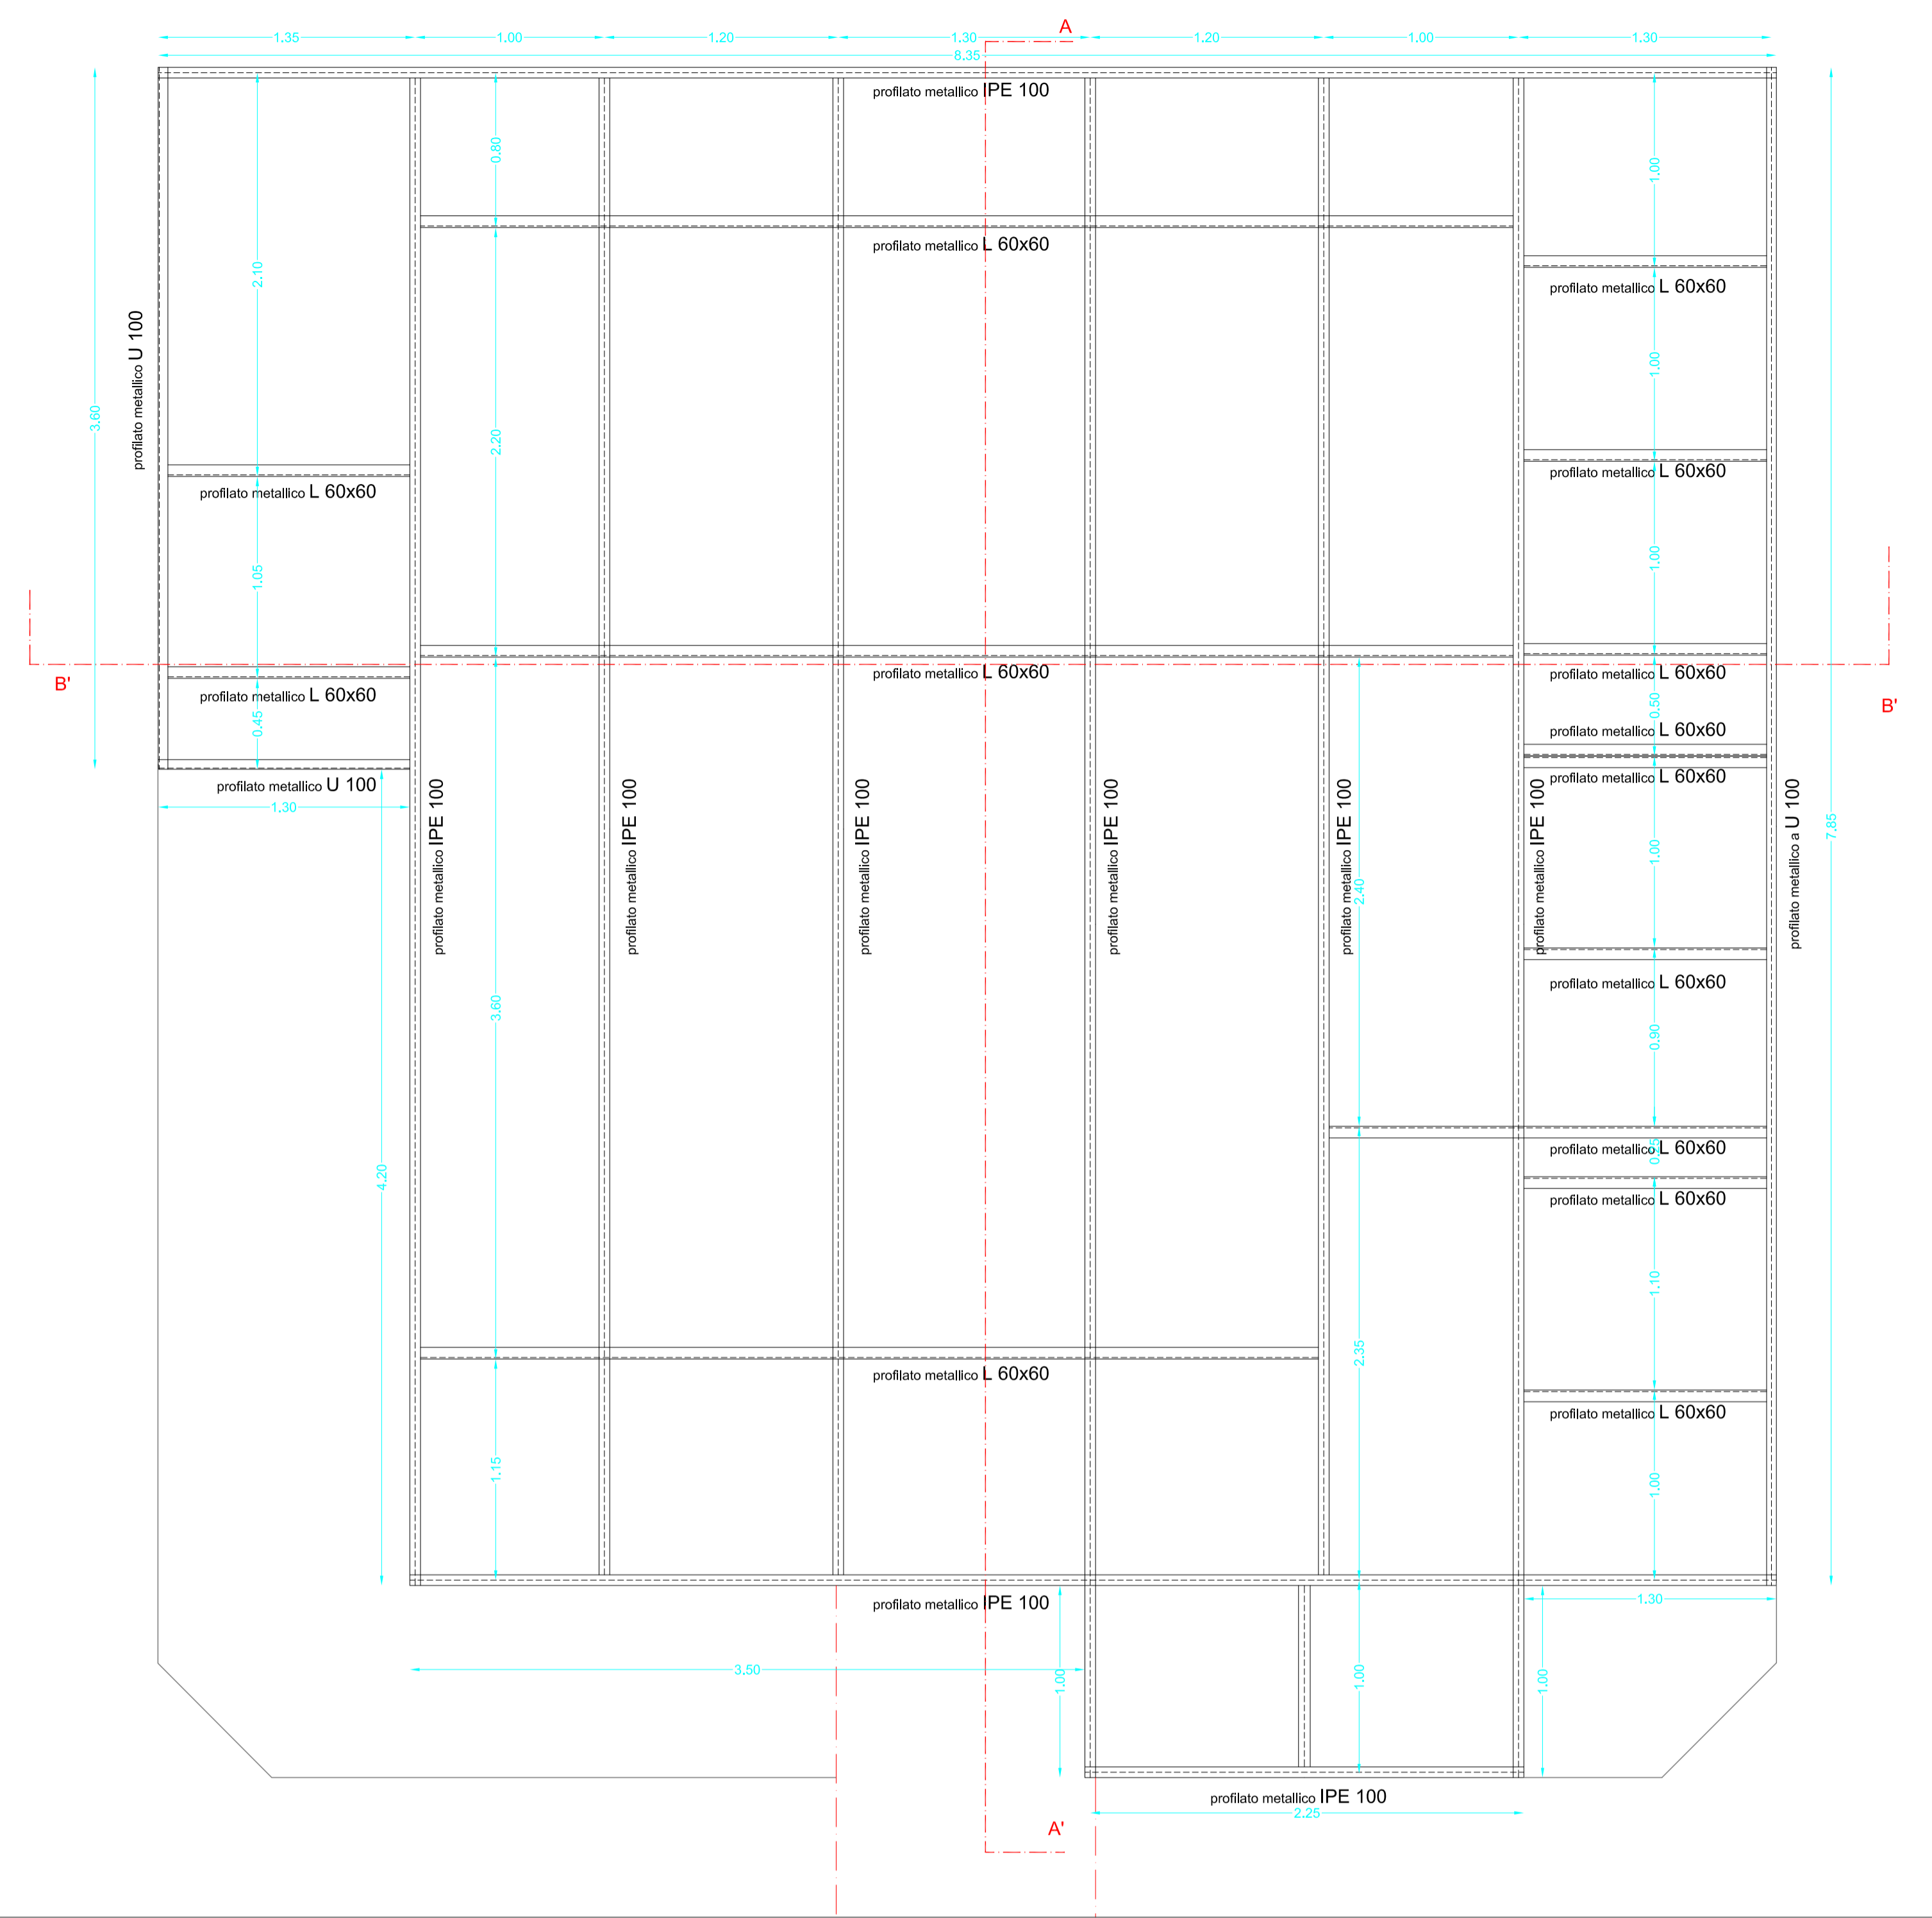 A
1.35 1.00 1.20 1.30 1.20 1.00 1.30
8.35
profilato metallico IPE 100
0.80
1.00
profilato metallico L 60x60
2.10
profilato metallico L 60x60
profilato metallico U 100
3.60
2.20
1.00
profilato metallico L 60x60
profilato metallico L 60x60
1.05
1.00
profilato metallico L 60x60
profilato metallico L 60x60
B'
profilato metallico L 60x60
0.50
B'
0.45
profilato metallico L 60x60
profilato metallico L 60x60
profilato metallico U 100
1.30
profilato metallico IPE 100
profilato metallico IPE 100
profilato metallico IPE 100
profilato metallico IPE 100
profilato metallico IPE 100
profilato metallico IPE 100
profilato metallico a U 100
7.85
1.00
2.40
profilato metallico L 60x60
3.60
0.90
4.20
profilato metallico L 60x60
0.25
profilato metallico L 60x60
1.10
2.35
profilato metallico L 60x60
profilato metallico L 60x60
1.15
1.00
profilato metallico IPE 100
1.30
3.50
1.00
1.00
1.00
profilato metallico IPE 100
2.25
A'